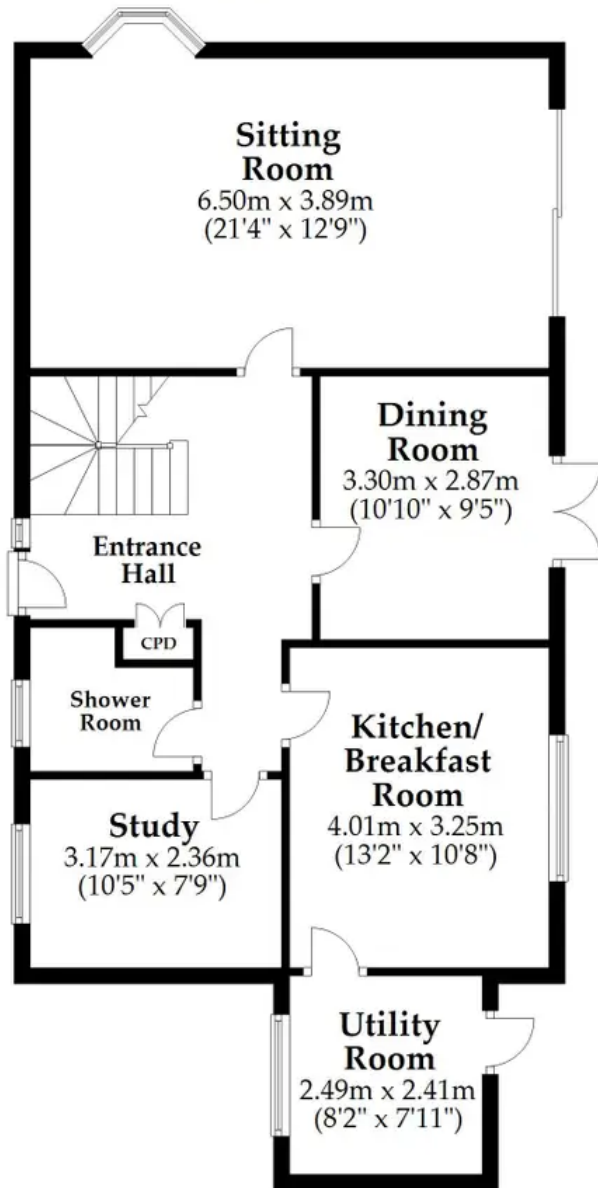 Sitting
Room
6.50m x 3.89m
(21'4" x 12'9")
Dining
Room
3.30m x 2.87m
(10'10" x 9'5")
Entrance
Hall
CPD
Shower
Room
Kitchen/
Breakfast
Room
4.01m x 3.25m
(13'2" x 10'8")
Study
3.17m x 2.36m
(10'5" x 7'9")
Utility
Room
2.49m x 2.41m
(8'2" x 7'11")